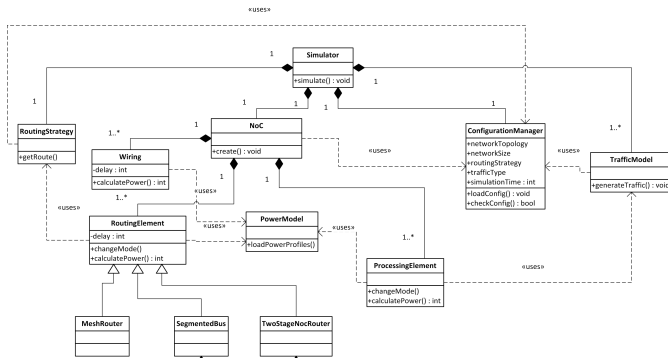 «uses»
Simulator
+simulate() : void
1
1
1
1
1
1
1
1
RoutingStrategy
+getRoute()
NoC
+create() : void
1
1..*
Wiring
-delay : int
+calculatePower() : int
ConfigurationManager
+networkTopology
+networkSize
+routingStrategy
+trafficType
+simulationTime : int
+loadConfig() : void
+checkConfig() : bool
1..*
TrafficModel
+generateTraffic() : void
«uses»
«uses»
1
1
«uses»
1..*
«uses»
RoutingElement
-delay : int
+changeMode()
+calculatePower() : int
«uses»
PowerModel
+loadPowerProfiles()
«uses»
1..*
ProcessingElement
+changeMode()
+calculatePower() : int
«uses»
MeshRouter
SegmentedBus
TwoStageNocRouter